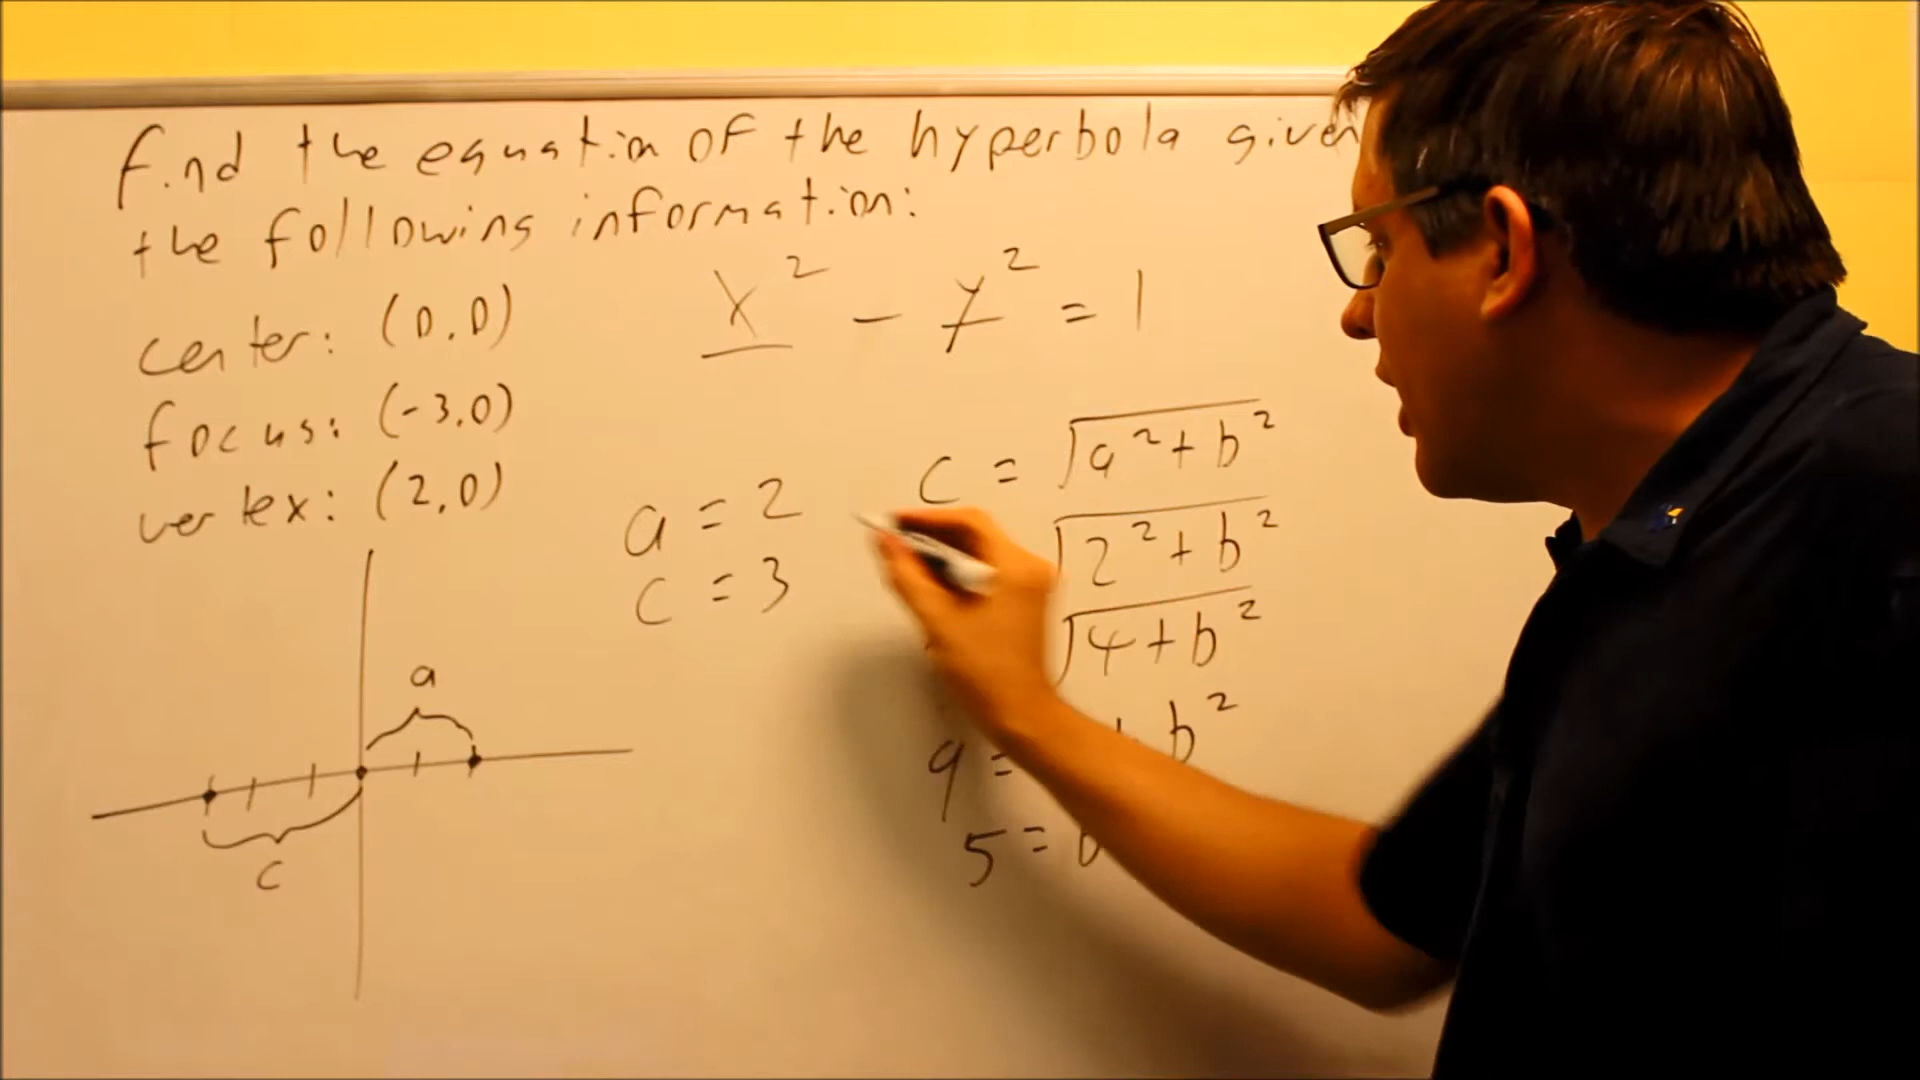 Find the equation of the hyperbola given
the following information:
x² - y² = 1
center: (0,0)
focus: (-3,0)
vertex: (2,0)
a = 2
c = 3
c = √a² + b²
√2² + b²
√4 + b²
9 = b²
5 =
a
c